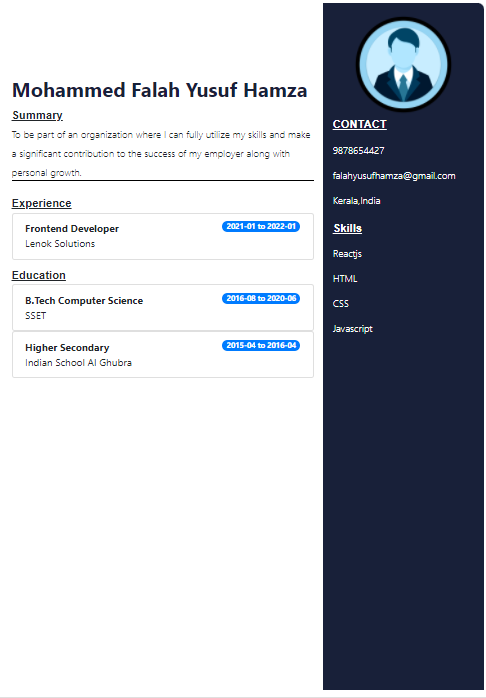 Mohammed Falah Yusuf Hamza
Summary
To be part of an organization where I can fully utilize my skills and make
a significant contribution to the success of my employer along with
personal growth.
Experience
Frontend Developer 2021-01 to 2022-01
Lenok Solutions
Education
B.Tech Computer Science 2016-08 to 2020-06
SSET
Higher Secondary 2015-04 to 2016-04
Indian School Al Ghubra
CONTACT
9878654427
falahyusufhamza@gmail.com
Kerala,India
Skills
Reactjs
HTML
CSS
Javascript